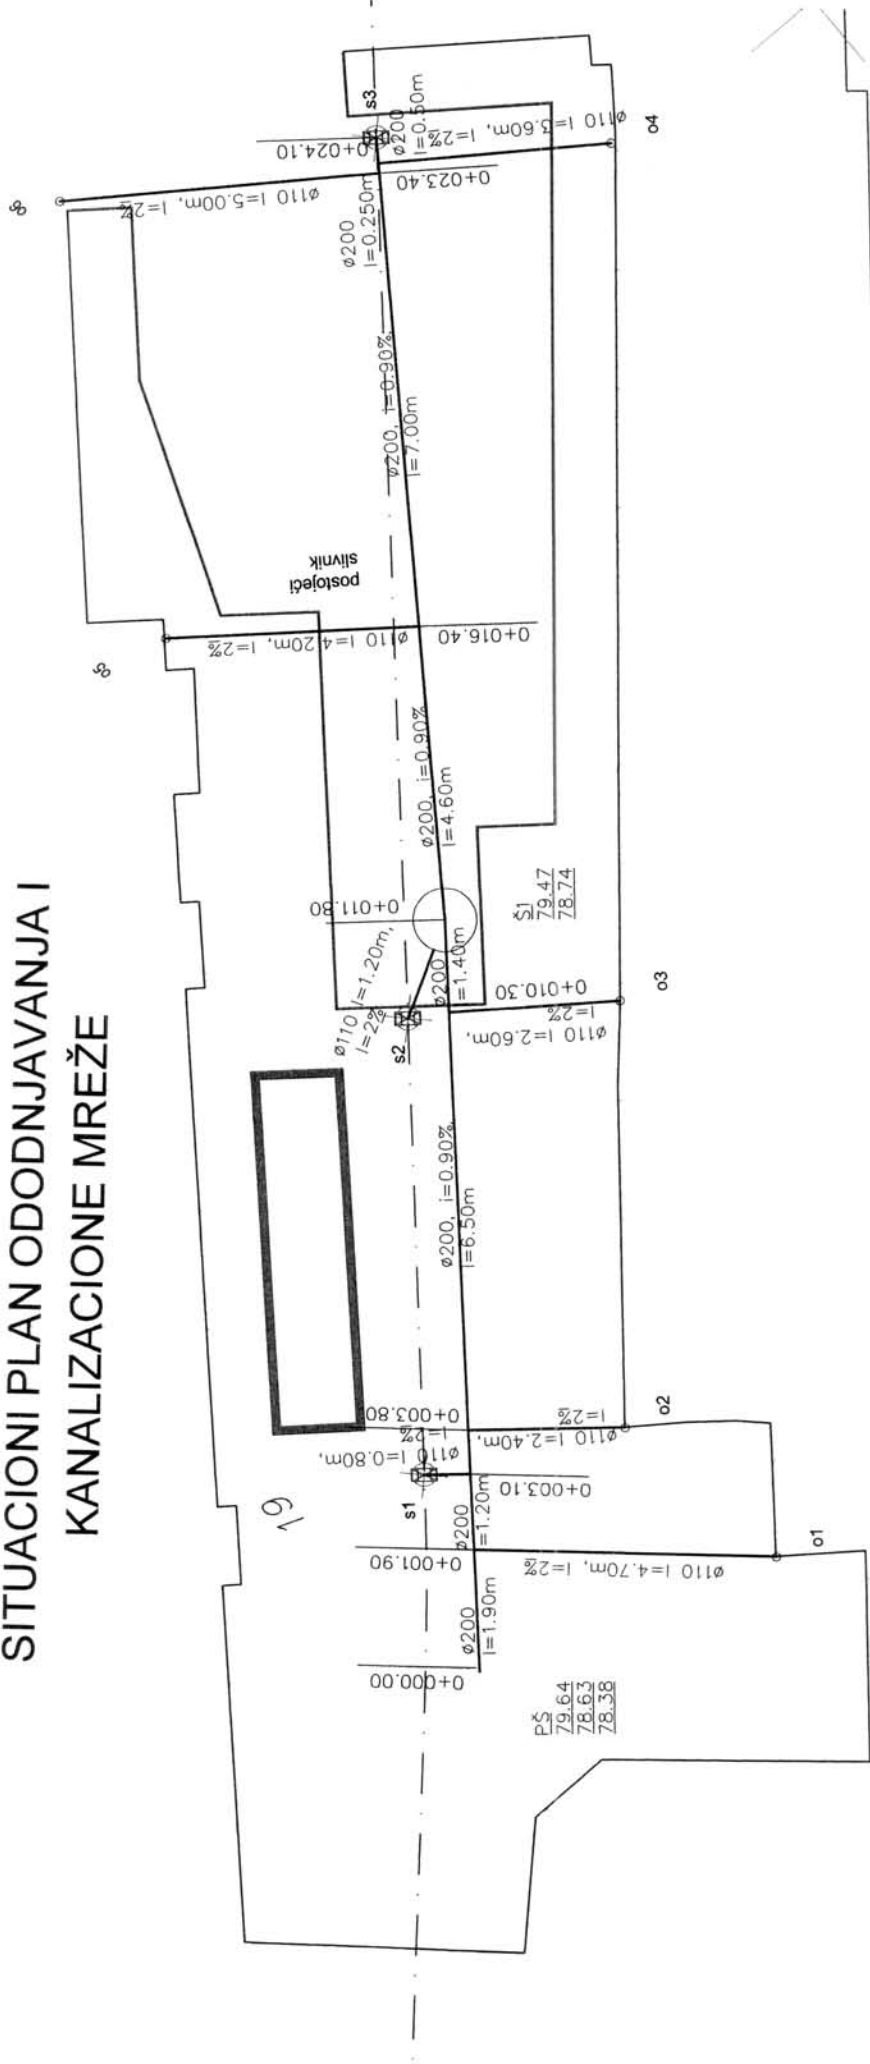 SITUACIONI PLAN ODODNJAVANJA I
KANALIZACIONE MREŽE
19
o6
o5
s3
0+024.10
ø200
l=0.50m
ø110 l=3.60m, I=2%
o4
0+023.40
ø110 l=5.00m, I=2%
ø200
l=0.250m
ø200, i=0.90%
l=7.00m
postojeći
slivnik
ø110 l=4.20m, I=2%
0+016.40
ø200, i=0.90%
l=4.60m
0+011.80
Š1
79.47
78.74
ø110 l=1.20m,
I=2%
s2
ø200
l=1.40m
0+010.30
ø110 l=2.60m,
I=2%
o3
ø200, i=0.90%
l=6.50m
0+003.80
ø110 l=0.80m,
I=2%
s1
ø110 l=2.40m,
I=2%
o2
0+003.10
ø200
l=1.20m
0+001.90
ø110 l=4.70m, I=2%
o1
ø200
l=1.90m
0+000.00
PŠ
79.64
78.63
78.38